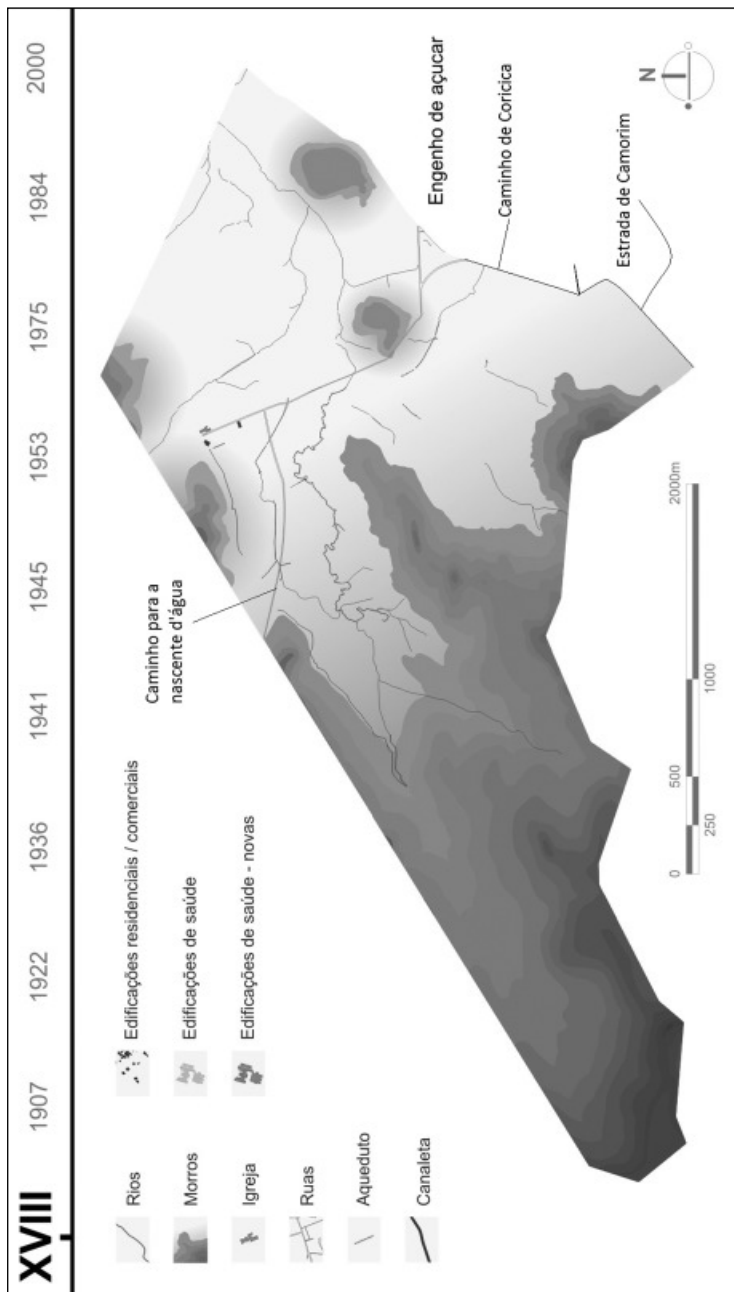 XVIII 1907 1922 1936 1941 1945 1953 1975 1984 2000
Rios
Morros
Igreja
Ruas
Aqueduto
Canaleta
Edificações residenciais / comerciais
Edificações de saúde
Edificações de saúde - novas
Caminho para a
nascente d'água
Engenho de açucar
Caminho de Coricica
Estrada de Camorim
0 250 500 1000 2000m
N